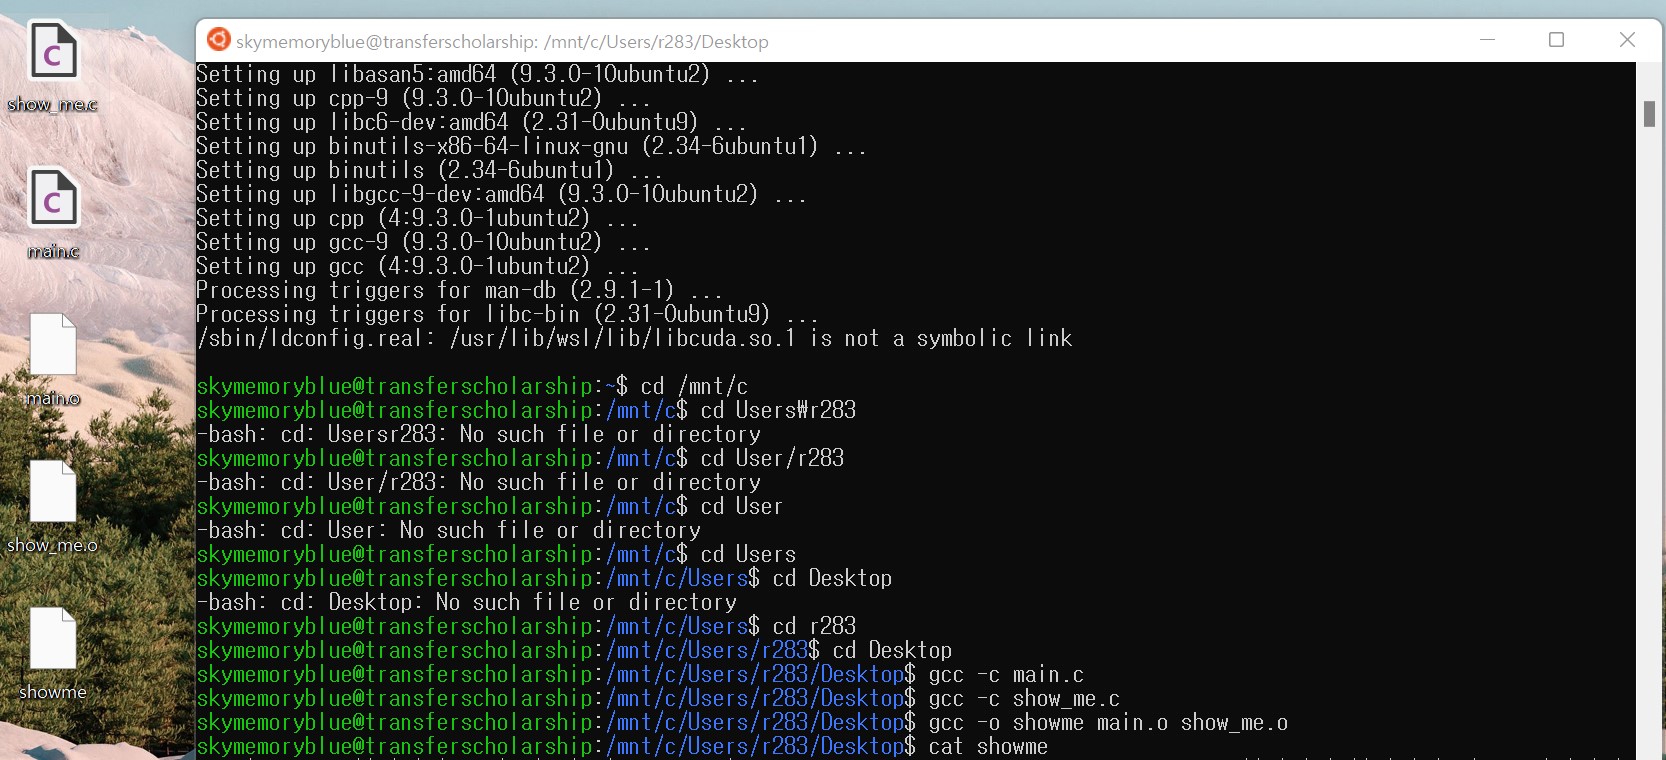 show_me.c
main.c
main.o
show_me.o
showme
skymemoryblue@transferscholarship: /mnt/c/Users/r283/Desktop
Setting up libasan5:amd64 (9.3.0-10ubuntu2) ...
Setting up cpp-9 (9.3.0-10ubuntu2) ...
Setting up libc6-dev:amd64 (2.31-0ubuntu9) ...
Setting up binutils-x86-64-linux-gnu (2.34-6ubuntu1) ...
Setting up binutils (2.34-6ubuntu1) ...
Setting up libgcc-9-dev:amd64 (9.3.0-10ubuntu2) ...
Setting up cpp (4:9.3.0-1ubuntu2) ...
Setting up gcc-9 (9.3.0-10ubuntu2) ...
Setting up gcc (4:9.3.0-1ubuntu2) ...
Processing triggers for man-db (2.9.1-1) ...
Processing triggers for libc-bin (2.31-0ubuntu9) ...
/sbin/ldconfig.real: /usr/lib/wsl/lib/libcuda.so.1 is not a symbolic link
skymemoryblue@transferscholarship:~$ cd /mnt/c
skymemoryblue@transferscholarship:/mnt/c$ cd Users₩r283
-bash: cd: Usersr283: No such file or directory
skymemoryblue@transferscholarship:/mnt/c$ cd User/r283
-bash: cd: User/r283: No such file or directory
skymemoryblue@transferscholarship:/mnt/c$ cd User
-bash: cd: User: No such file or directory
skymemoryblue@transferscholarship:/mnt/c$ cd Users
skymemoryblue@transferscholarship:/mnt/c/Users$ cd Desktop
-bash: cd: Desktop: No such file or directory
skymemoryblue@transferscholarship:/mnt/c/Users$ cd r283
skymemoryblue@transferscholarship:/mnt/c/Users/r283$ cd Desktop
skymemoryblue@transferscholarship:/mnt/c/Users/r283/Desktop$ gcc -c main.c
skymemoryblue@transferscholarship:/mnt/c/Users/r283/Desktop$ gcc -c show_me.c
skymemoryblue@transferscholarship:/mnt/c/Users/r283/Desktop$ gcc -o showme main.o show_me.o
skymemoryblue@transferscholarship:/mnt/c/Users/r283/Desktop$ cat showme